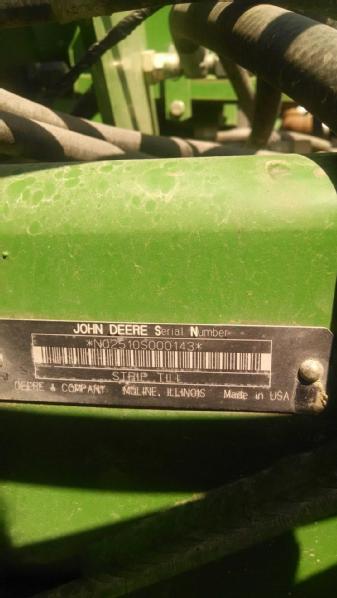 JOHN DEERE Serial Number
*N02510S000143*
STRIP TILL
DEERE & COMPANY MOLINE, ILLINOIS Made in USA